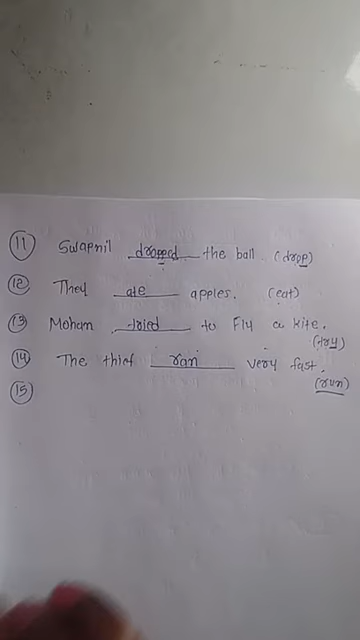 11 Swapnil dropped the ball. (dropp)
12 They ate apples. (eat)
13 Mohan tried to Fly a kite. (try)
14 The thief ran very fast. (run)
15